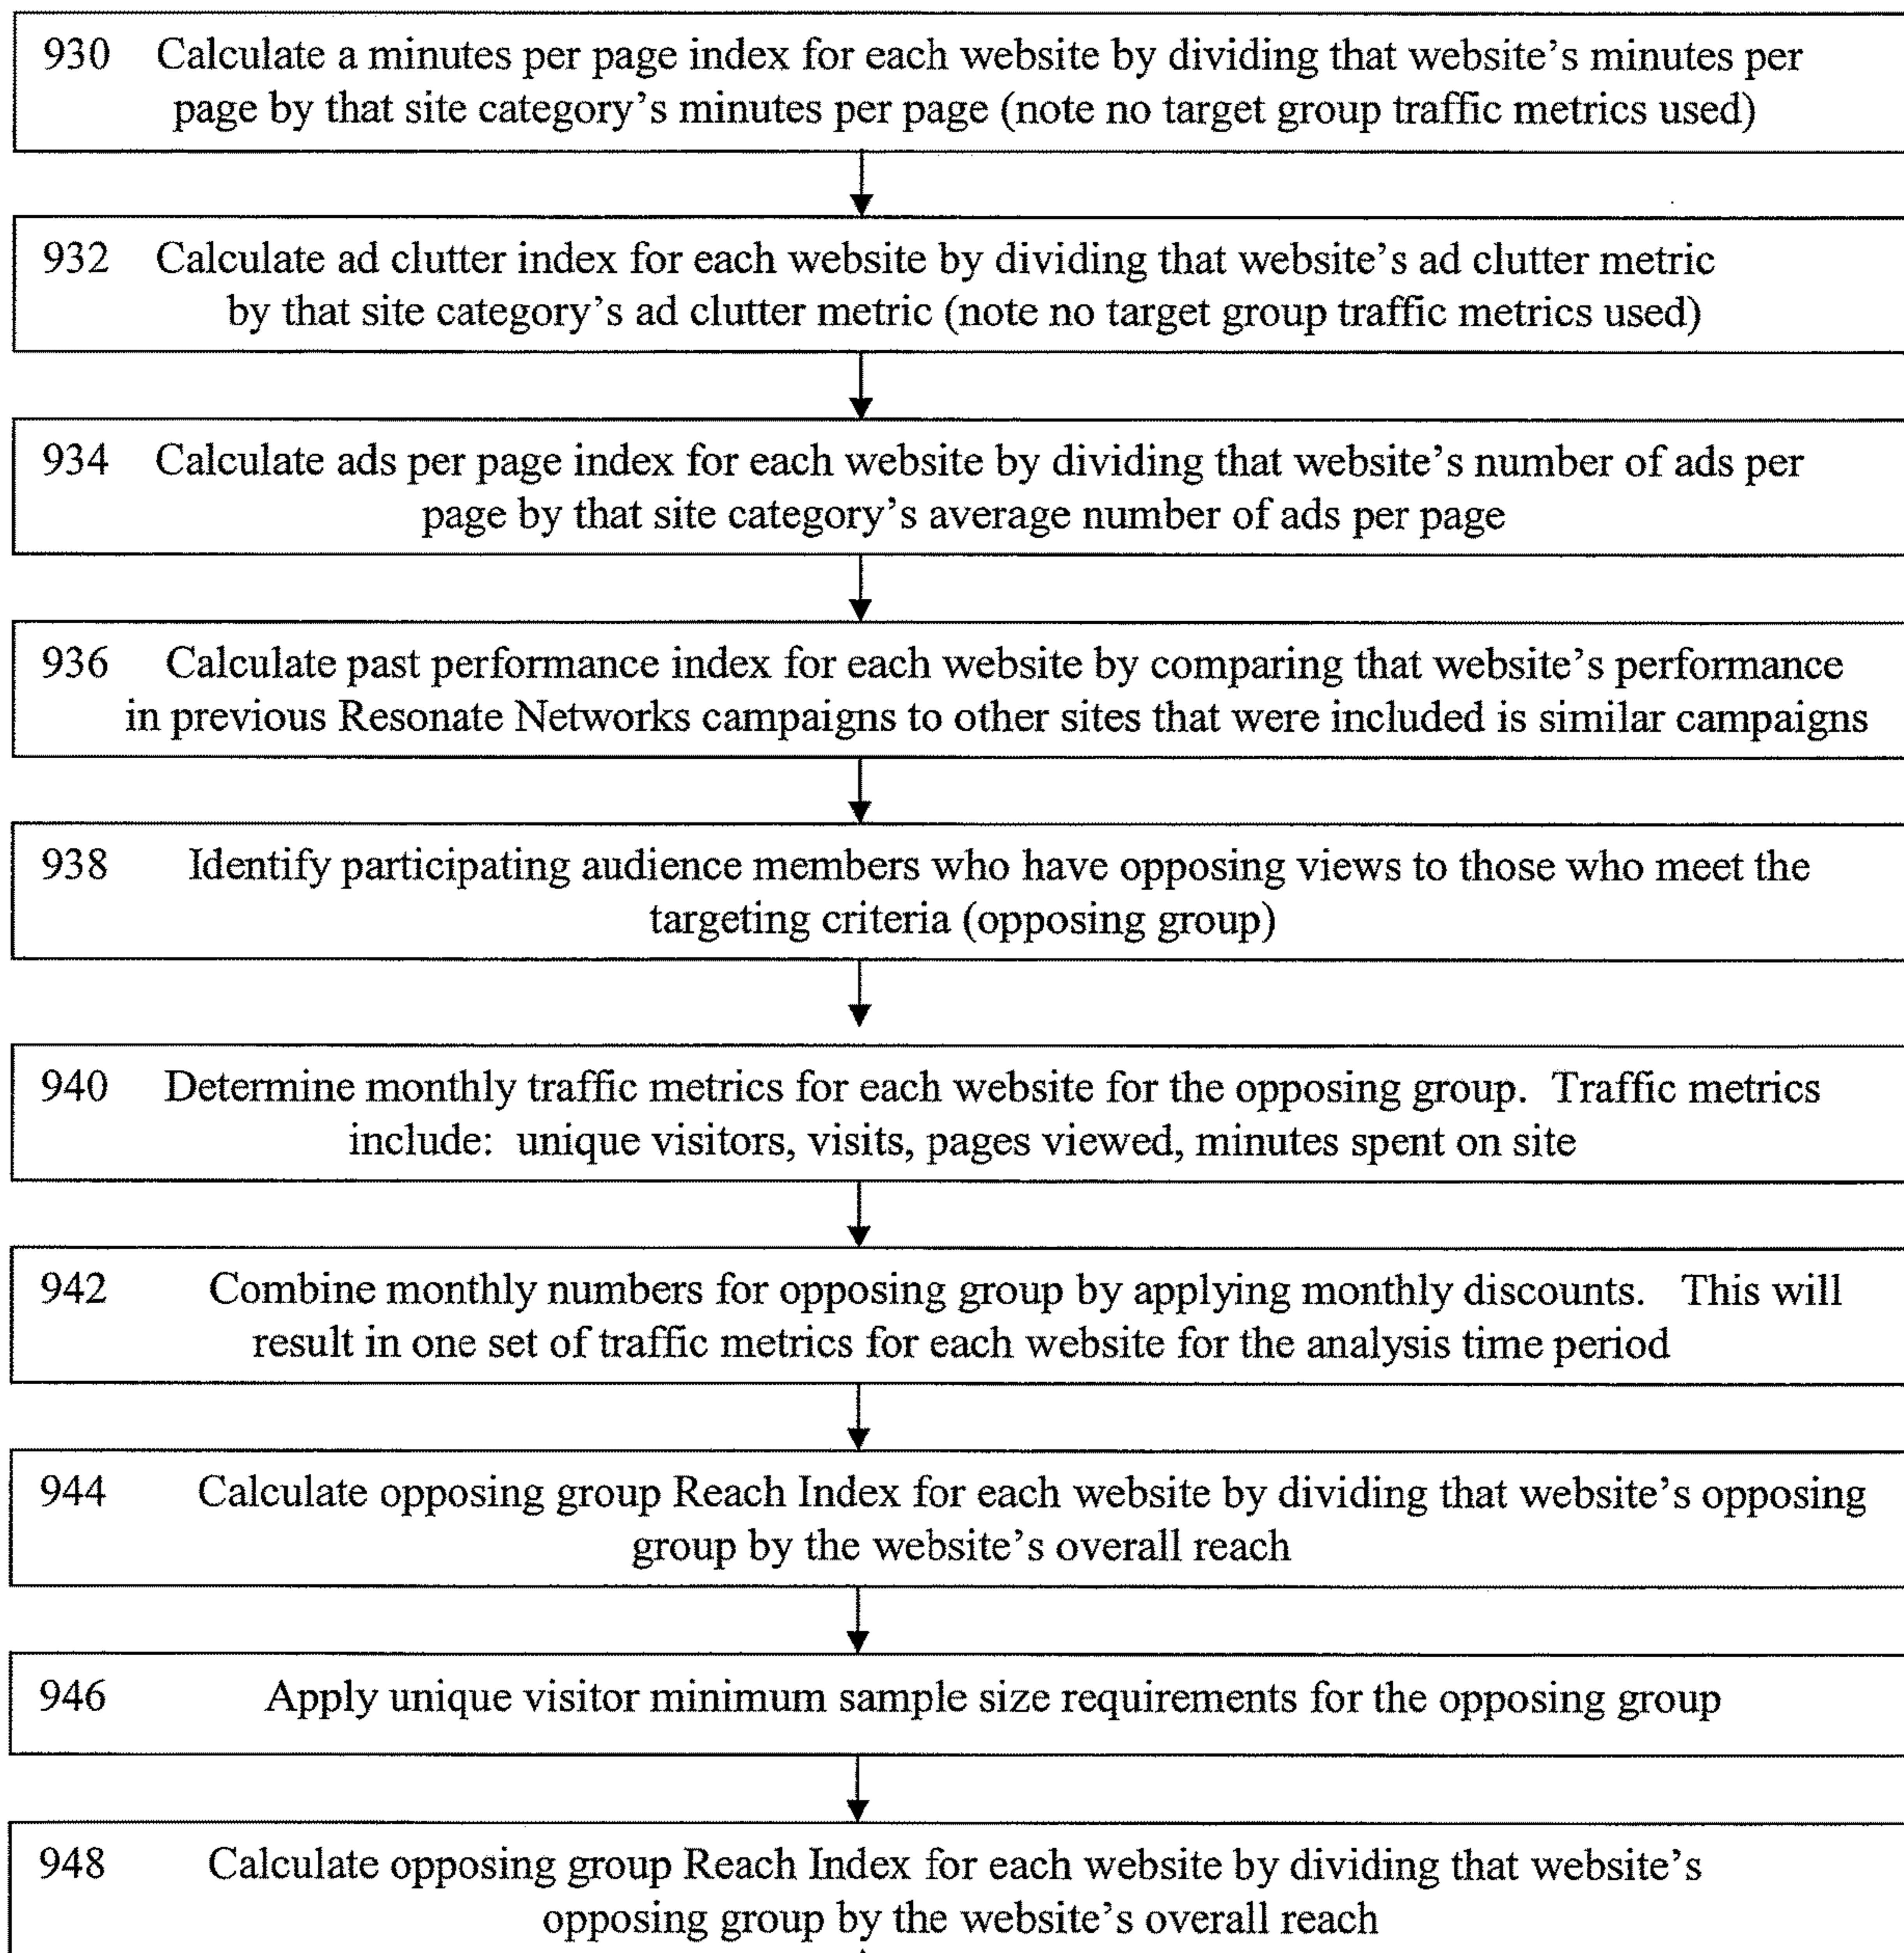 930 Calculate a minutes per page index for each website by dividing that website's minutes per
page by that site category's minutes per page (note no target group traffic metrics used)
932 Calculate ad clutter index for each website by dividing that website's ad clutter metric
by that site category's ad clutter metric (note no target group traffic metrics used)
934 Calculate ads per page index for each website by dividing that website's number of ads per
page by that site category's average number of ads per page
936 Calculate past performance index for each website by comparing that website's performance
in previous Resonate Networks campaigns to other sites that were included is similar campaigns
938 Identify participating audience members who have opposing views to those who meet the
targeting criteria (opposing group)
940 Determine monthly traffic metrics for each website for the opposing group. Traffic metrics
include: unique visitors, visits, pages viewed, minutes spent on site
942 Combine monthly numbers for opposing group by applying monthly discounts. This will
result in one set of traffic metrics for each website for the analysis time period
944 Calculate opposing group Reach Index for each website by dividing that website's opposing
group by the website's overall reach
946 Apply unique visitor minimum sample size requirements for the opposing group
948 Calculate opposing group Reach Index for each website by dividing that website's
opposing group by the website's overall reach